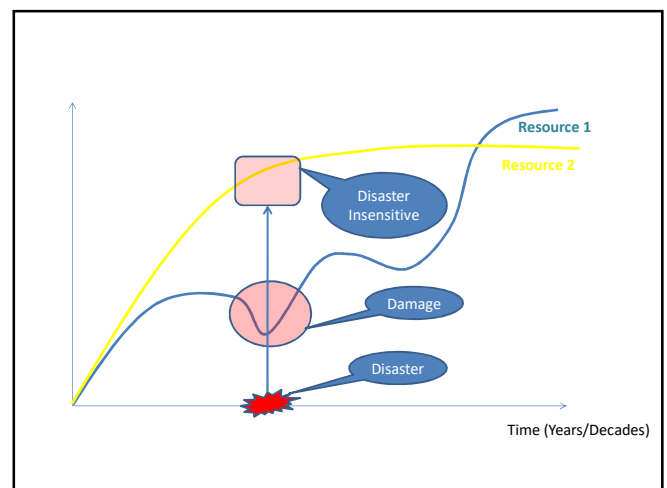 Resource 1
Resource 2
Disaster
Insensitive
Damage
Disaster
Time (Years/Decades)